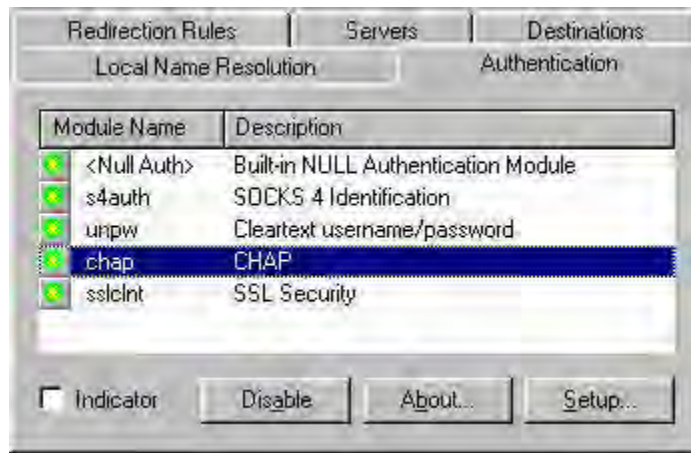 Redirection Rules Servers Destinations
Local Name Resolution Authentication
Module Name Description
<Null Auth> Built-in NULL Authentication Module
s4auth SOCKS 4 Identification
unpw Cleartext username/password
chap CHAP
sslclnt SSL Security
Indicator Disable About... Setup...